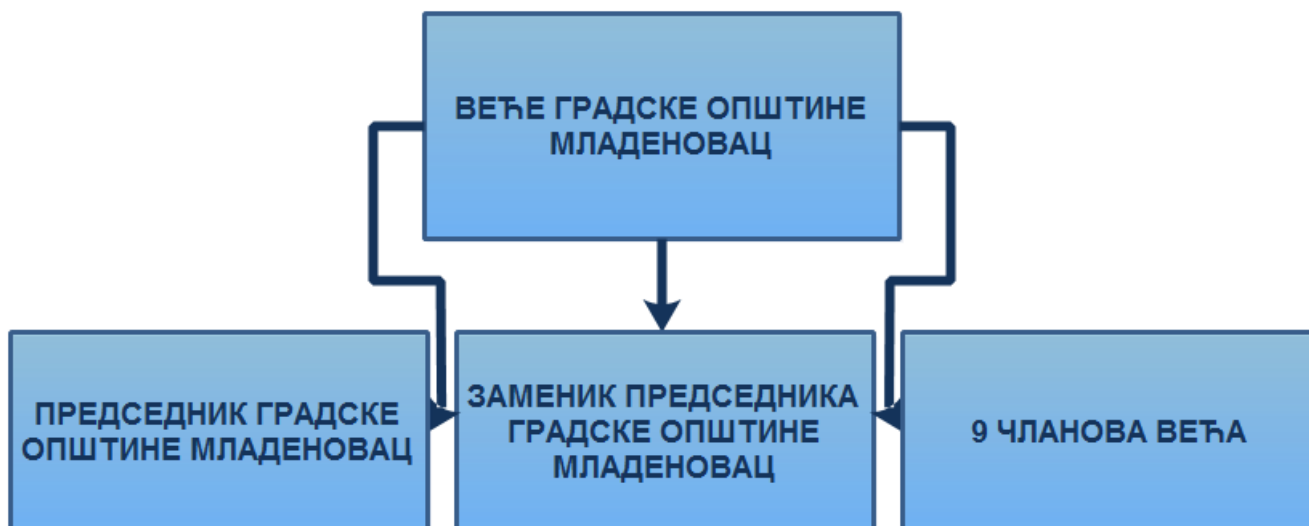 ВЕЋЕ ГРАДСКЕ ОПШТИНЕ
МЛАДЕНОВАЦ
ПРЕДСЕДНИК ГРАДСКЕ
ОПШТИНЕ МЛАДЕНОВАЦ
ЗАМЕНИК ПРЕДСЕДНИКА
ГРАДСКЕ ОПШТИНЕ
МЛАДЕНОВАЦ
9 ЧЛАНОВА ВЕЋА